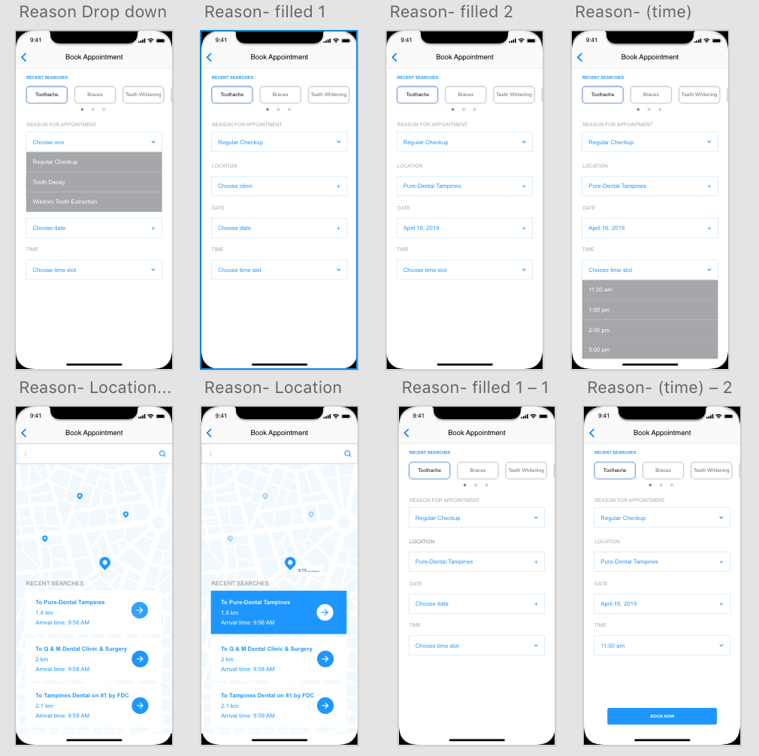 Reason Drop down
9:41
Book Appointment
RECENT SEARCHES
Toothache
Braces
Teeth Whitening
REASON FOR APPOINTMENT
Choose one
Regular Checkup
Tooth Decay
Wisdom Tooth Extraction
Choose date +
TIME
Choose time slot
Reason- filled 1
9:41
Book Appointment
RECENT SEARCHES
Toothache
Braces
Teeth Whitening
REASON FOR APPOINTMENT
Regular Checkup
LOCATION
Choose clinic +
DATE
Choose date +
TIME
Choose time slot
Reason- filled 2
9:41
Book Appointment
RECENT SEARCHES
Toothache
Braces
Teeth Whitening
REASON FOR APPOINTMENT
Regular Checkup
LOCATION
Pure-Dental Tampines +
DATE
April 16, 2019 +
TIME
Choose time slot
Reason- (time)
9:41
Book Appointment
RECENT SEARCHES
Toothache
Braces
Teeth Whitening
REASON FOR APPOINTMENT
Regular Checkup
LOCATION
Pure-Dental Tampines +
DATE
April 16, 2019 +
TIME
Choose time slot
11:00 am
1:00 pm
2:00 pm
3:00 pm
Reason- Location...
9:41
Book Appointment
RECENT SEARCHES
To Pure-Dental Tampines
1.8 km
Arrival time: 9:56 AM
To Q & M Dental Clinic & Surgery
2 km
Arrival time: 9:58 AM
To Tampines Dental on 81 by FDC
2.1 km
Arrival time: 9:59 AM
Reason- Location
9:41
Book Appointment
RECENT SEARCHES
To Pure-Dental Tampines
1.8 km
Arrival time: 9:56 AM
To Q & M Dental Clinic & Surgery
2 km
Arrival time: 9:58 AM
To Tampines Dental on 81 by FDC
2.1 km
Arrival time: 9:59 AM
Reason- filled 1 – 1
9:41
Book Appointment
RECENT SEARCHES
Toothache
Braces
Teeth Whitening
REASON FOR APPOINTMENT
Regular Checkup
LOCATION
Pure-Dental Tampines +
DATE
Choose date +
TIME
Choose time slot
Reason- (time) – 2
9:41
Book Appointment
RECENT SEARCHES
Toothache
Braces
Teeth Whitening
REASON FOR APPOINTMENT
Regular Checkup
LOCATION
Pure-Dental Tampines +
DATE
April 16, 2019 +
TIME
11:00 am
BOOK NOW